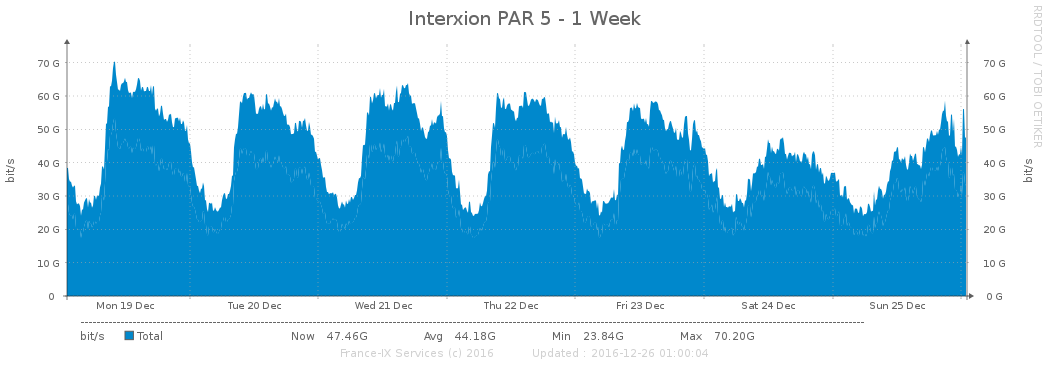 Interxion PAR 5 - 1 Week
RRDTOOL / TOBI OETIKER
bit/s
70 G 70 G
60 G 60 G
50 G 50 G
40 G 40 G
30 G 30 G
20 G 20 G
10 G 10 G
0 0 G
bit/s
Mon 19 Dec Tue 20 Dec Wed 21 Dec Thu 22 Dec Fri 23 Dec Sat 24 Dec Sun 25 Dec
bit/s Total Now 47.46G Avg 44.18G Min 23.84G Max 70.20G
France-IX Services (c) 2016 Updated : 2016-12-26 01:00:04